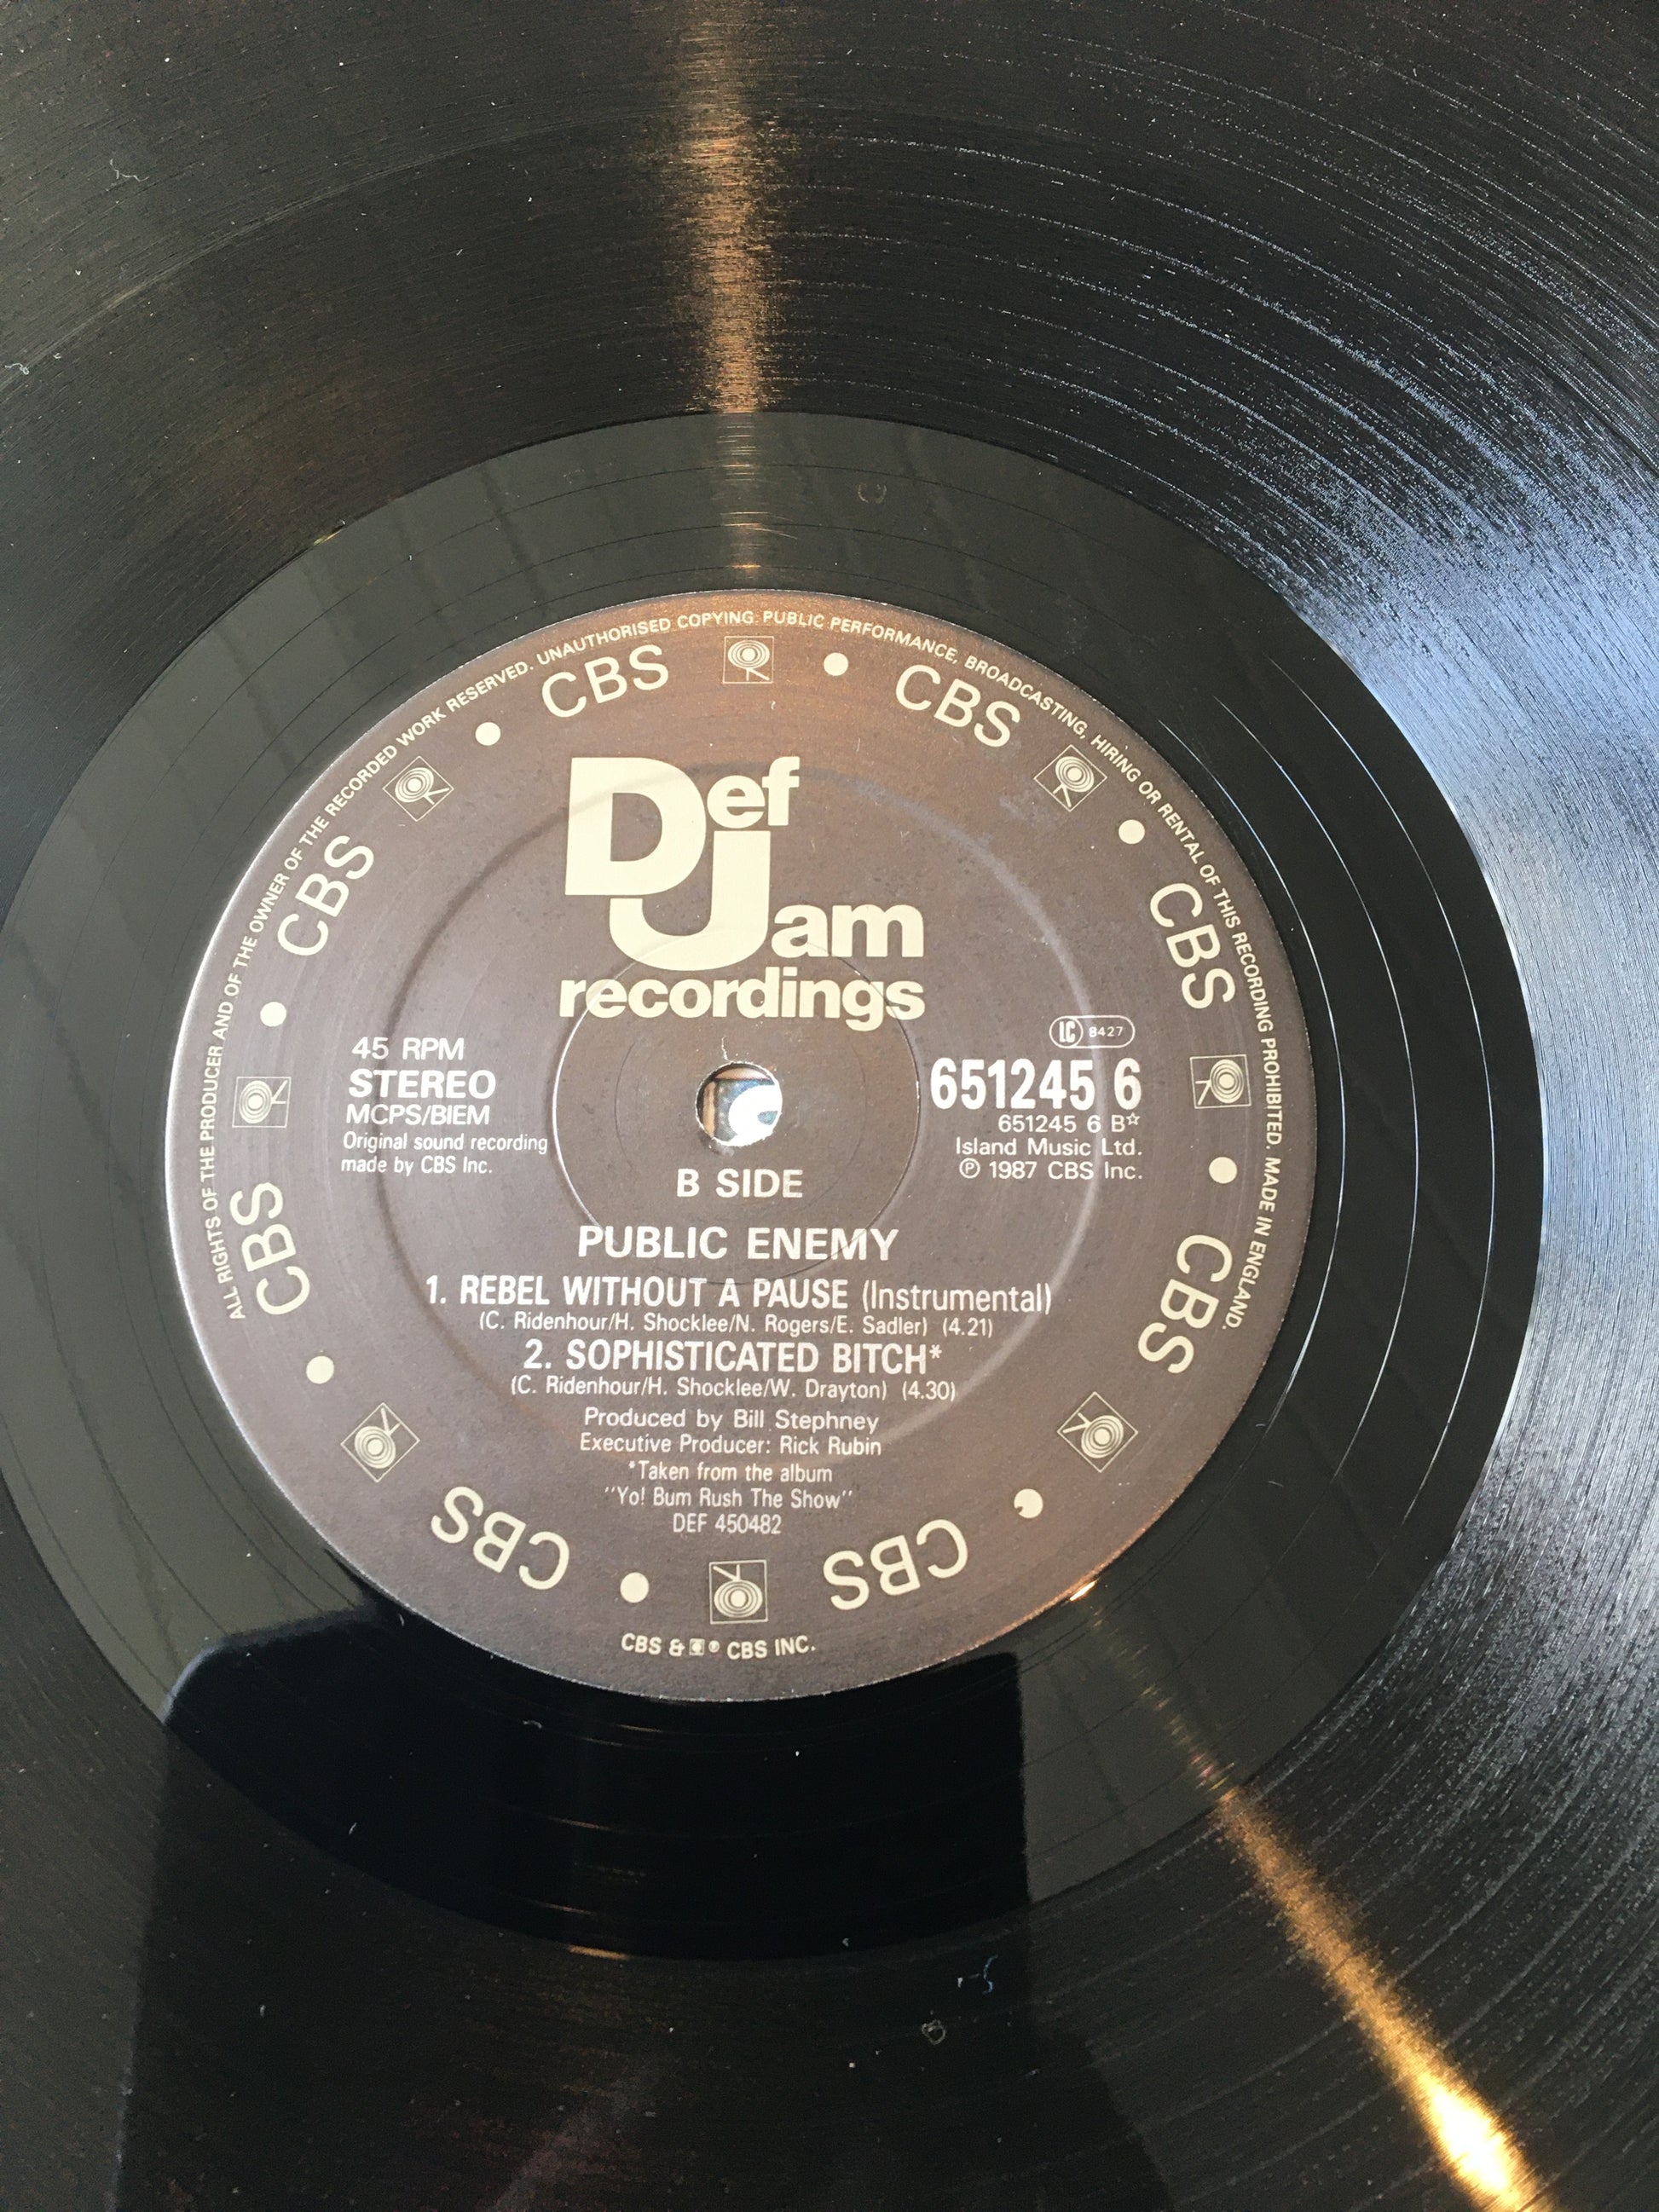 ALL RIGHTS OF THE PRODUCER AND OF THE OWNER OF THE RECORDED WORK RESERVED. UNAUTHORISED COPYING PUBLIC PERFORMANCE, BROADCASTING, HIRING OR RENTAL OF THIS RECORDING PROHIBITED. MADE IN ENGLAND.
CBS CBS CBS CBS CBS CBS CBS CBS
Def
Jam
recordings
45 RPM
STEREO
MCPS/BIEM
Original sound recording
made by CBS Inc.
LC 8427
651245 6
651245 6 B☆
Island Music Ltd.
℗ 1987 CBS Inc.
B SIDE
PUBLIC ENEMY
1. REBEL WITHOUT A PAUSE (Instrumental)
(C. Ridenhour/H. Shocklee/N. Rogers/E. Sadler) (4.21)
2. SOPHISTICATED BITCH*
(C. Ridenhour/H. Shocklee/W. Drayton) (4.30)
Produced by Bill Stephney
Executive Producer: Rick Rubin
*Taken from the album
"Yo! Bum Rush The Show"
DEF 450482
CBS & ® CBS INC.